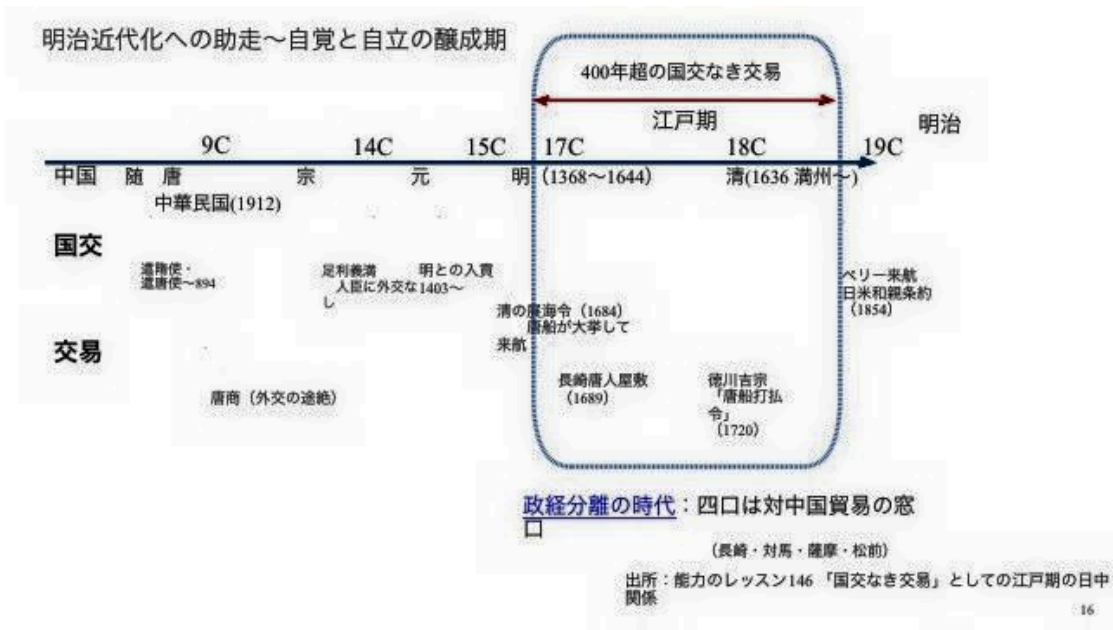 明治近代化への助走～自覚と自立の醸成期
400年超の国交なき交易
江戸期
明治
9C 14C 15C 17C 18C 19C
中国 随 唐 宗 元 明（1368～1644） 清(1636 満州～)
中華民国(1912)
国交
遣隋使・
遣唐使～894
足利義満
人臣に外交な
し
明との入貢
1403～
ペリー来航
日米和親条約
（1854）
清の展海令（1684）
唐船が大挙して
来航
交易
唐商（外交の途絶）
長崎唐人屋敷
（1689）
徳川吉宗
「唐船打払
令」
（1720）
政経分離の時代：四口は対中国貿易の窓
口
（長崎・対馬・薩摩・松前）
出所：能力のレッスン146 「国交なき交易」としての江戸期の日中
関係
16